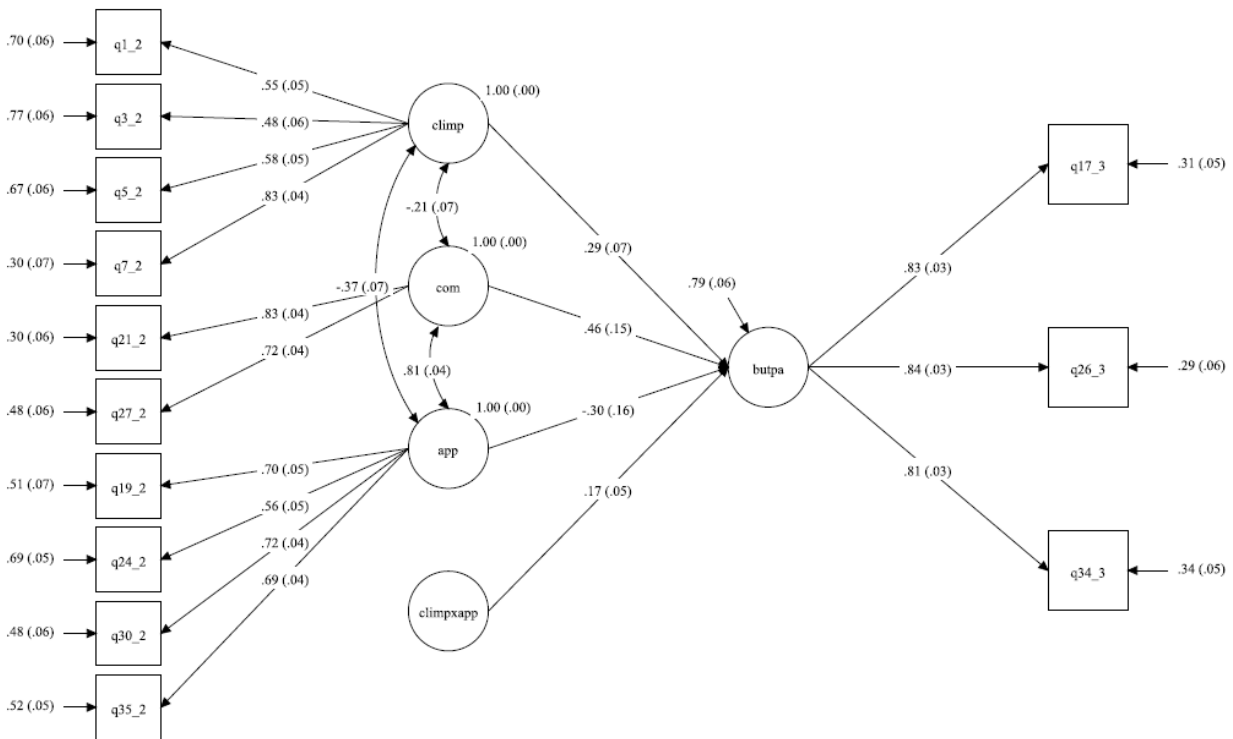 .70 (.06)
q1_2
.77 (.06)
q3_2
.67 (.06)
q5_2
.30 (.07)
q7_2
.30 (.06)
q21_2
.48 (.06)
q27_2
.51 (.07)
q19_2
.69 (.05)
q24_2
.48 (.06)
q30_2
.52 (.05)
q35_2
.55 (.05)
.48 (.06)
.58 (.05)
.83 (.04)
.83 (.04)
.72 (.04)
.70 (.05)
.56 (.05)
.72 (.04)
.69 (.04)
1.00 (.00)
climp
-.21 (.07)
1.00 (.00)
com
-.37 (.07)
.81 (.04)
1.00 (.00)
app
climpxapp
.29 (.07)
.46 (.15)
-.30 (.16)
.17 (.05)
.79 (.06)
butpa
.83 (.03)
.84 (.03)
.81 (.03)
q17_3
.31 (.05)
q26_3
.29 (.06)
q34_3
.34 (.05)